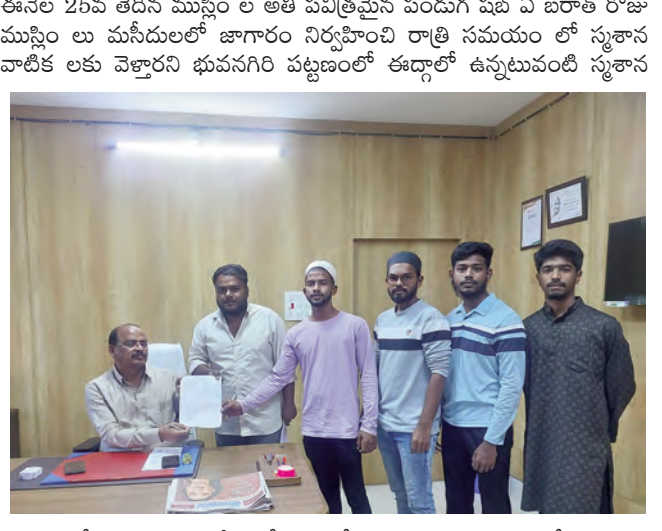 ఈనెల 25వ తేదిన ముస్లిం ల అతి పవిత్రమైన పండుగ షబ్ ఏ బరాత్ రోజు
ముస్లిం లు మసీదులలో జాగారం నిర్వహించి రాత్రి సమయం లో స్మశాన
వాటిక లకు వెళ్తారని భువనగిరి పట్టణంలో ఈద్గాలో ఉన్నటువంటి స్మశాన